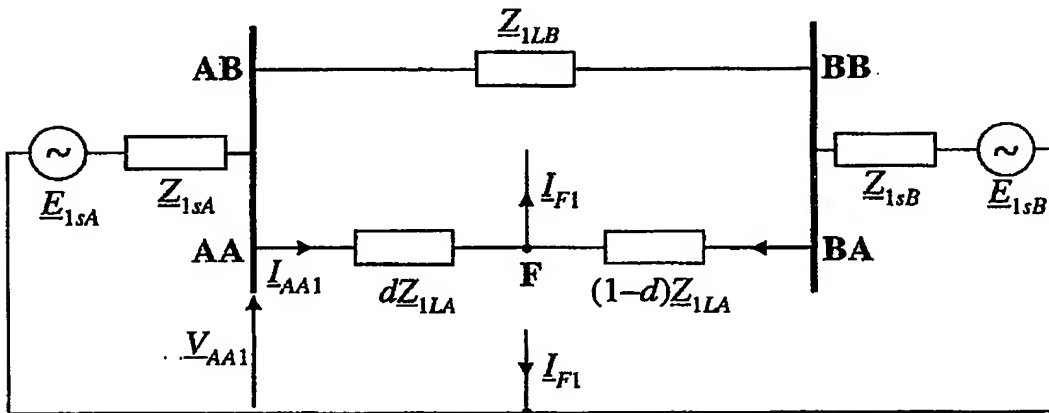 Z1LB
AB
BB
~
~
E1sA
Z1sA
Z1sB
E1sB
IF1
AA
BA
IAA1
dZ1LA
F
(1–d)Z1LA
VAA1
IF1